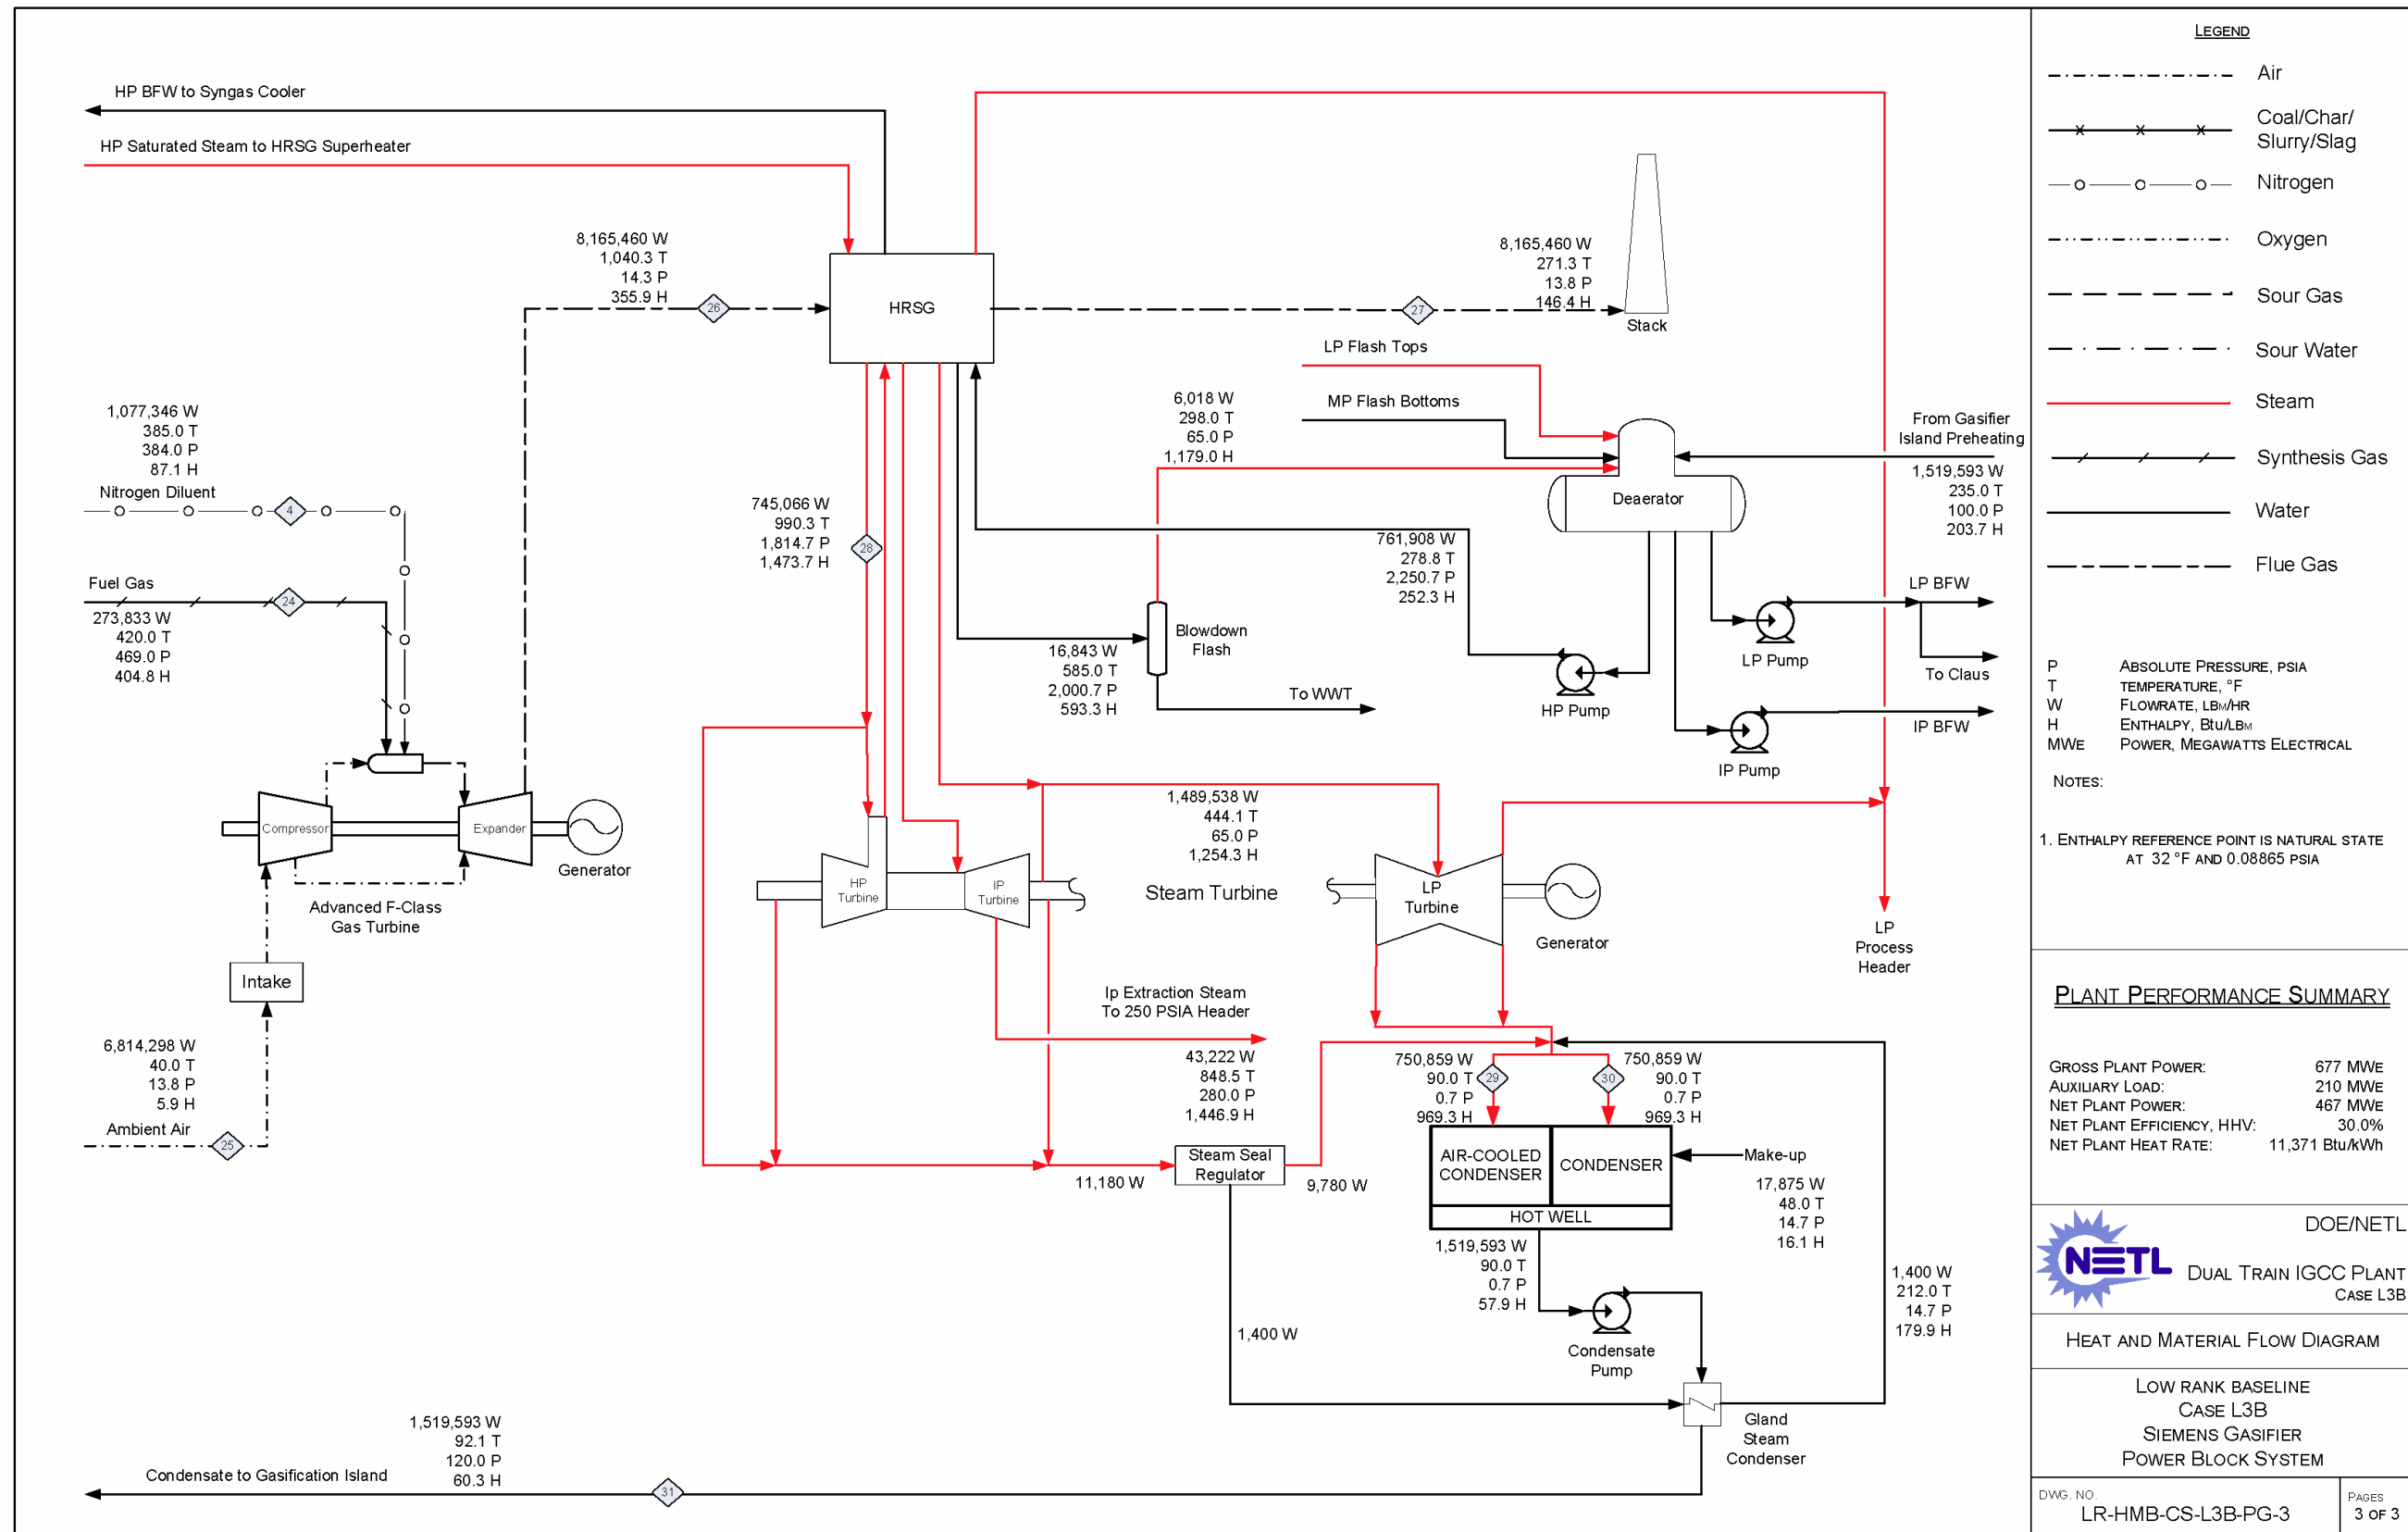 HP BFW to Syngas Cooler
HP Saturated Steam to HRSG Superheater
8,165,460 W
1,040.3 T
14.3 P
355.9 H
26
HRSG
8,165,460 W
271.3 T
13.8 P
146.4 H
27
Stack
1,077,346 W
385.0 T
384.0 P
87.1 H
Nitrogen Diluent
4
Fuel Gas
24
273,833 W
420.0 T
469.0 P
404.8 H
Compressor
Expander
Generator
Advanced F-Class
Gas Turbine
Intake
6,814,298 W
40.0 T
13.8 P
5.9 H
Ambient Air
25
745,066 W
990.3 T
1,814.7 P
1,473.7 H
28
LP Flash Tops
MP Flash Bottoms
6,018 W
298.0 T
65.0 P
1,179.0 H
From Gasifier
Island Preheating
1,519,593 W
235.0 T
100.0 P
203.7 H
Deaerator
761,908 W
278.8 T
2,250.7 P
252.3 H
Blowdown
Flash
16,843 W
585.0 T
2,000.7 P
593.3 H
To WWT
HP Pump
LP Pump
LP BFW
To Claus
IP Pump
IP BFW
1,489,538 W
444.1 T
65.0 P
1,254.3 H
HP
Turbine
IP
Turbine
Steam Turbine
LP
Turbine
Generator
LP
Process
Header
Ip Extraction Steam
To 250 PSIA Header
43,222 W
848.5 T
280.0 P
1,446.9 H
750,859 W
90.0 T
0.7 P
969.3 H
29
30
750,859 W
90.0 T
0.7 P
969.3 H
11,180 W
Steam Seal
Regulator
9,780 W
AIR-COOLED
CONDENSER
CONDENSER
HOT WELL
Make-up
17,875 W
48.0 T
14.7 P
16.1 H
1,519,593 W
90.0 T
0.7 P
57.9 H
Condensate
Pump
1,400 W
1,400 W
212.0 T
14.7 P
179.9 H
Gland
Steam
Condenser
1,519,593 W
92.1 T
120.0 P
60.3 H
Condensate to Gasification Island
31
LEGEND
Air
Coal/Char/
Slurry/Slag
Nitrogen
Oxygen
Sour Gas
Sour Water
Steam
Synthesis Gas
Water
Flue Gas
P ABSOLUTE PRESSURE, PSIA
T TEMPERATURE, °F
W FLOWRATE, LBM/HR
H ENTHALPY, Btu/LBM
MWE POWER, MEGAWATTS ELECTRICAL
NOTES:
1. ENTHALPY REFERENCE POINT IS NATURAL STATE
AT 32 °F AND 0.08865 PSIA
PLANT PERFORMANCE SUMMARY
GROSS PLANT POWER: 677 MWE
AUXILIARY LOAD: 210 MWE
NET PLANT POWER: 467 MWE
NET PLANT EFFICIENCY, HHV: 30.0%
NET PLANT HEAT RATE: 11,371 Btu/kWh
NETL
DOE/NETL
DUAL TRAIN IGCC PLANT
CASE L3B
HEAT AND MATERIAL FLOW DIAGRAM
LOW RANK BASELINE
CASE L3B
SIEMENS GASIFIER
POWER BLOCK SYSTEM
DWG. NO.
LR-HMB-CS-L3B-PG-3
PAGES
3 OF 3